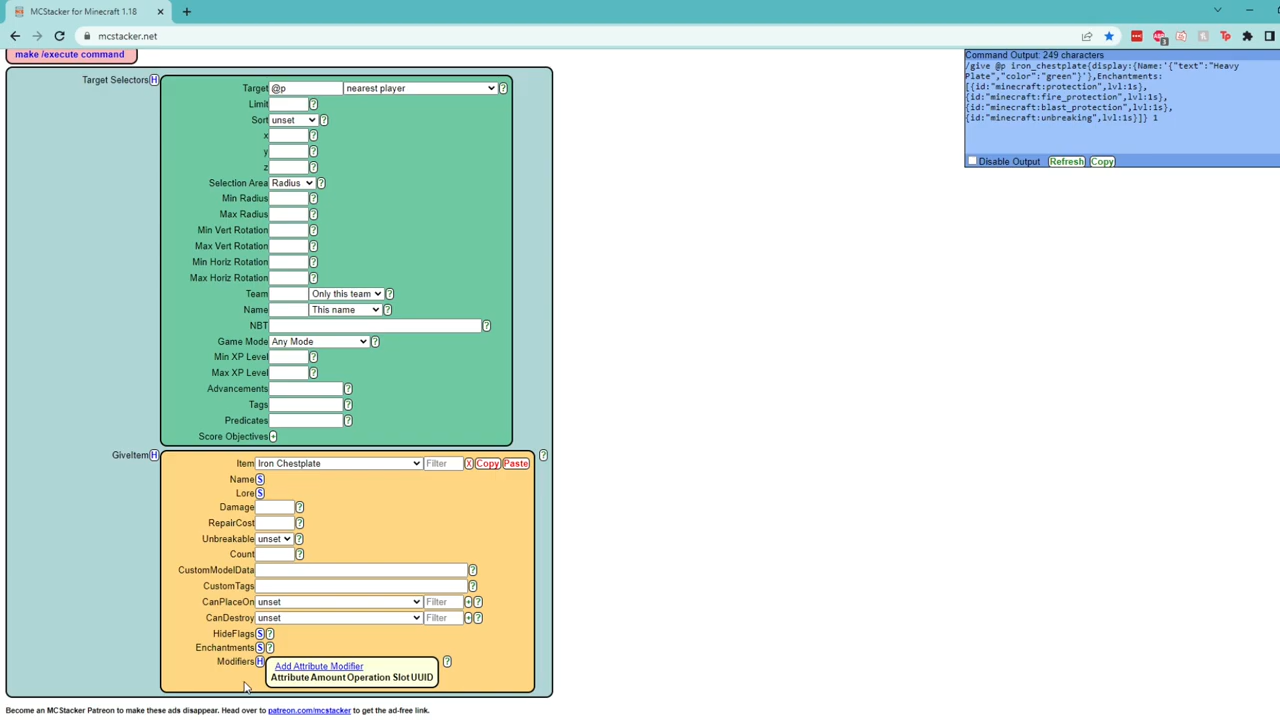 MCStacker for Minecraft 1.18
mcstacker.net
make /execute command
Command Output: 249 characters
/give @p iron_chestplate{display:{Name:'{"text":"Heavy
Plate","color":"green"}'},Enchantments:
[{id:"minecraft:protection",lvl:1s},
{id:"minecraft:fire_protection",lvl:1s},
{id:"minecraft:blast_protection",lvl:1s},
{id:"minecraft:unbreaking",lvl:1s}]} 1
Disable Output Refresh Copy
Target Selectors H
Target @p nearest player ?
Limit ?
Sort unset ?
x ?
y ?
z ?
Selection Area Radius ?
Min Radius ?
Max Radius ?
Min Vert Rotation ?
Max Vert Rotation ?
Min Horiz Rotation ?
Max Horiz Rotation ?
Team Only this team ?
Name This name ?
NBT ?
Game Mode Any Mode ?
Min XP Level ?
Max XP Level ?
Advancements ?
Tags ?
Predicates ?
Score Objectives +
GiveItem H ?
Item Iron Chestplate Filter X Copy Paste
Name S
Lore S
Damage ?
RepairCost ?
Unbreakable unset ?
Count ?
CustomModelData ?
CustomTags ?
CanPlaceOn unset Filter + ?
CanDestroy unset Filter + ?
HideFlags S ?
Enchantments S ?
Modifiers H Add Attribute Modifier ?
Attribute Amount Operation Slot UUID
Become an MCStacker Patreon to make these ads disappear. Head over to patreon.com/mcstacker to get the ad-free link.